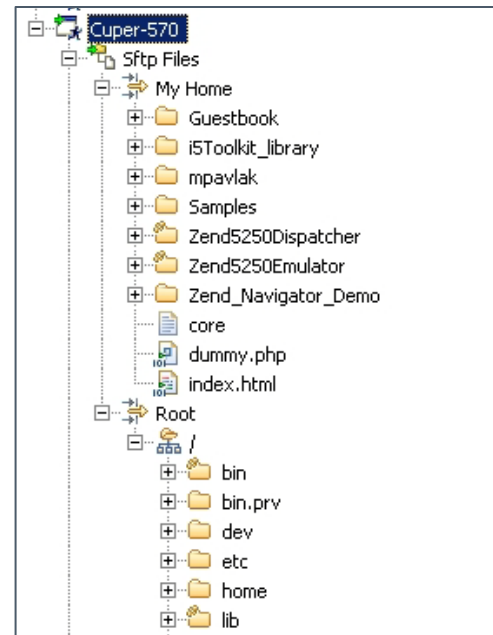 Cuper-570
Sftp Files
My Home
Guestbook
i5Toolkit_library
mpavlak
Samples
Zend5250Dispatcher
Zend5250Emulator
Zend_Navigator_Demo
core
dummy.php
index.html
Root
/
bin
bin.prv
dev
etc
home
lib